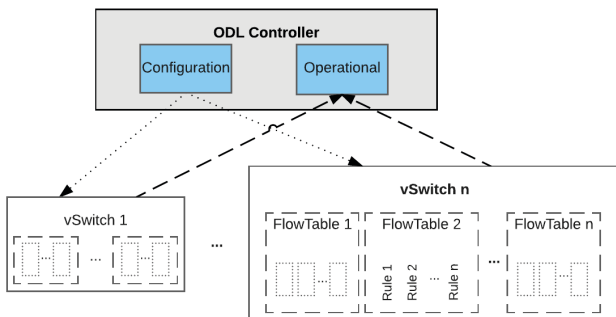 ODL Controller
Configuration
Operational
vSwitch 1
... ... ...
...
vSwitch n
FlowTable 1
FlowTable 2
FlowTable n
...
Rule 1
Rule 2
...
Rule n
...
...